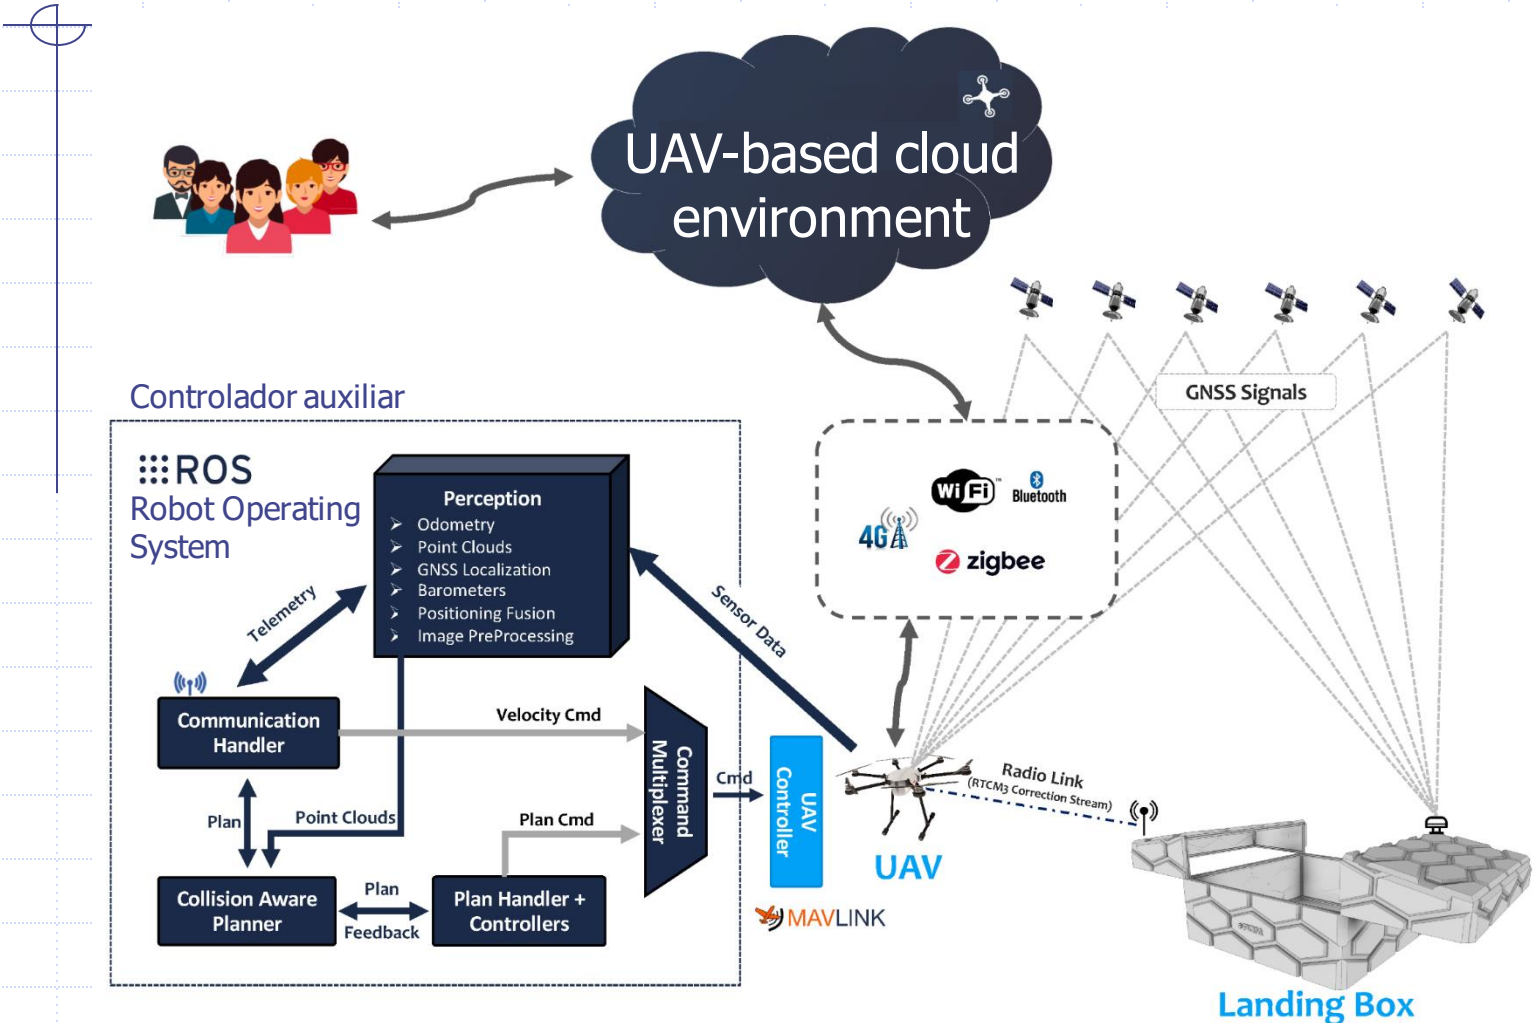 UAV-based cloud
environment
GNSS Signals
Controlador auxiliar
ROS
Robot Operating
System
Perception
Odometry
Point Clouds
GNSS Localization
Barometers
Positioning Fusion
Image PreProcessing
WiFi
Bluetooth
4G
zigbee
Telemetry
Sensor Data
Communication
Handler
Velocity Cmd
Command
Multiplexer
Cmd
UAV
Controller
Plan
Point Clouds
Plan Cmd
Radio Link
(RTCM3 Correction Stream)
UAV
Collision Aware
Planner
Plan
Feedback
Plan Handler +
Controllers
MAVLINK
Landing Box